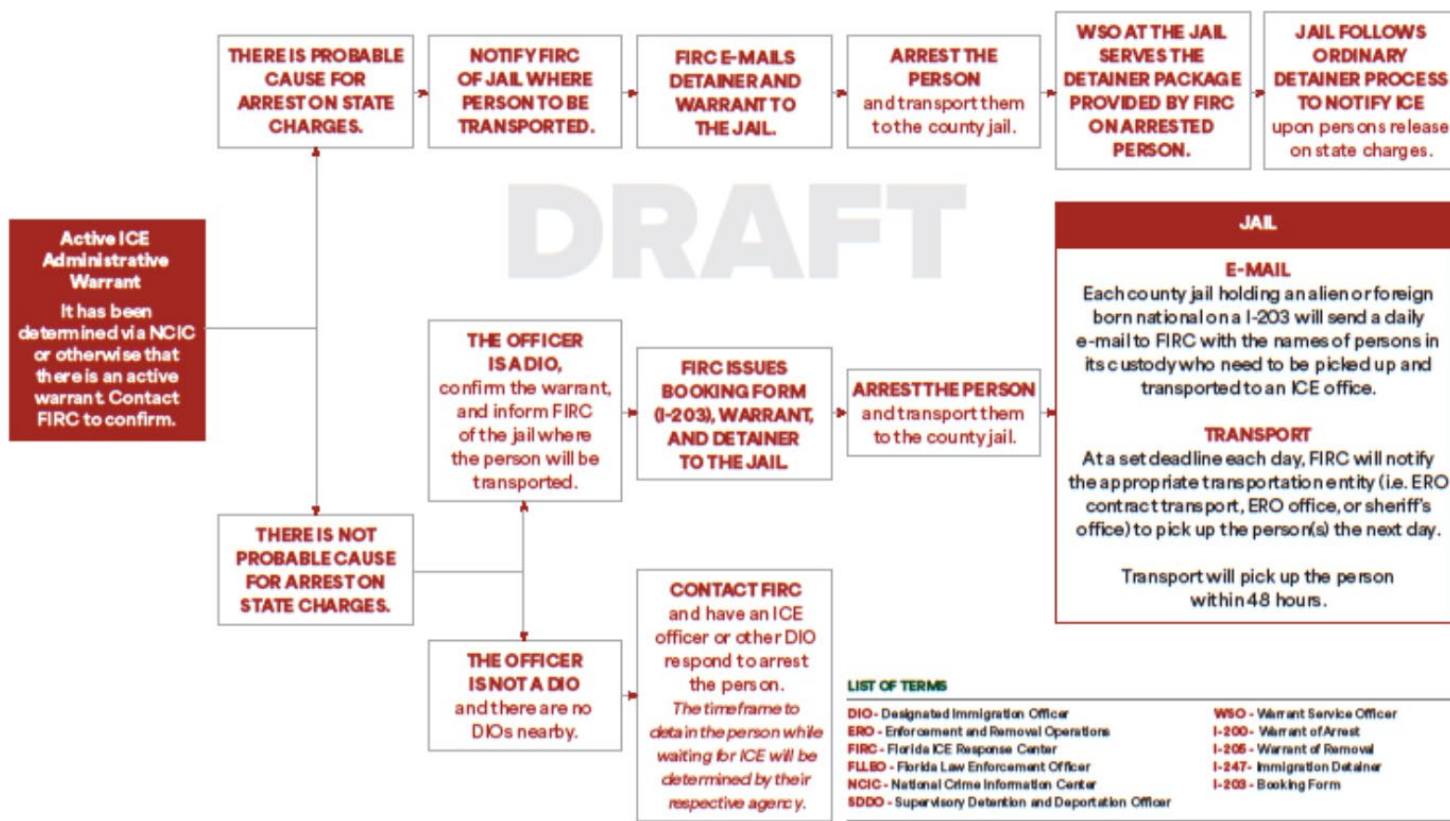 THERE IS PROBABLE
CAUSE FOR
ARREST ON STATE
CHARGES.
NOTIFY FIRC
OF JAIL WHERE
PERSON TO BE
TRANSPORTED.
FIRC E-MAILS
DETAINER AND
WARRANT TO
THE JAIL.
ARREST THE
PERSON
and transport them
to the county jail.
WSO AT THE JAIL
SERVES THE
DETAINER PACKAGE
PROVIDED BY FIRC
ON ARRESTED
PERSON.
JAIL FOLLOWS
ORDINARY
DETAINER PROCESS
TO NOTIFY ICE
upon persons release
on state charges.
DRAFT
Active ICE
Administrative
Warrant
It has been
determined via NCIC
or otherwise that
there is an active
warrant. Contact
FIRC to confirm.
THE OFFICER
IS A DIO,
confirm the warrant,
and inform FIRC
of the jail where
the person will be
transported.
FIRC ISSUES
BOOKING FORM
(I-203), WARRANT,
AND DETAINER
TO THE JAIL
ARREST THE PERSON
and transport them
to the county jail.
JAIL
E-MAIL
Each county jail holding an alien or foreign
born national on a I-203 will send a daily
e-mail to FIRC with the names of persons in
its custody who need to be picked up and
transported to an ICE office.
TRANSPORT
At a set deadline each day, FIRC will notify
the appropriate transportation entity (i.e. ERO
contract transport, ERO office, or sheriff's
office) to pick up the person(s) the next day.
Transport will pick up the person
within 48 hours.
THERE IS NOT
PROBABLE CAUSE
FOR ARREST ON
STATE CHARGES.
THE OFFICER
IS NOT A DIO
and there are no
DIOs nearby.
CONTACT FIRC
and have an ICE
officer or other DIO
respond to arrest
the person.
The timeframe to
detain the person while
waiting for ICE will be
determined by their
respective agency.
LIST OF TERMS
DIO - Designated Immigration Officer
ERO - Enforcement and Removal Operations
FIRC - Florida ICE Response Center
FLLEO - Florida Law Enforcement Officer
NCIC - National Crime Information Center
SDDO - Supervisory Detention and Deportation Officer
WSO - Warrant Service Officer
I-200 - Warrant of Arrest
I-205 - Warrant of Removal
I-247 - Immigration Detainer
I-203 - Booking Form